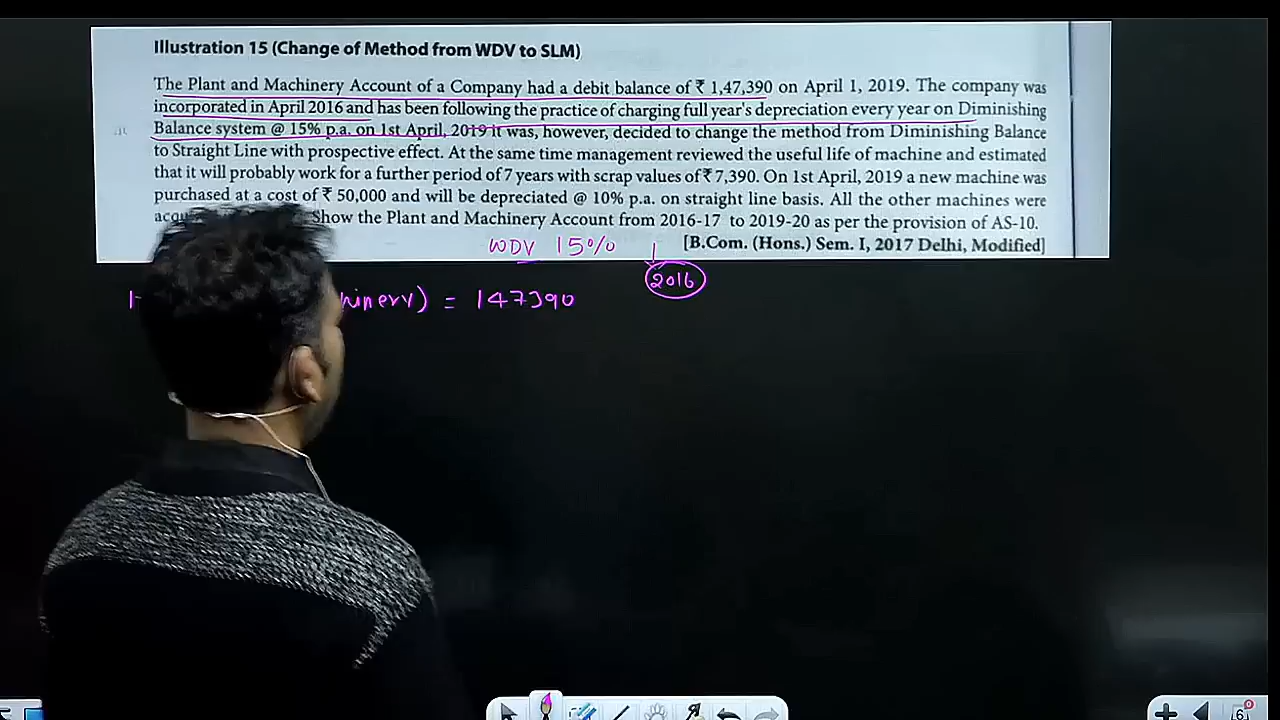 Illustration 15 (Change of Method from WDV to SLM)
The Plant and Machinery Account of a Company had a debit balance of ₹ 1,47,390 on April 1, 2019. The company was
incorporated in April 2016 and has been following the practice of charging full year's depreciation every year on Diminishing
Balance system @ 15% p.a. on 1st April, 2019 it was, however, decided to change the method from Diminishing Balance
to Straight Line with prospective effect. At the same time management reviewed the useful life of machine and estimated
that it will probably work for a further period of 7 years with scrap values of ₹ 7,390. On 1st April, 2019 a new machine was
purchased at a cost of ₹ 50,000 and will be depreciated @ 10% p.a. on straight line basis. All the other machines were
Show the Plant and Machinery Account from 2016-17 to 2019-20 as per the provision of AS-10.
WDV 15% [B.Com. (Hons.) Sem. I, 2017 Delhi, Modified]
2016
hinery) = 147390